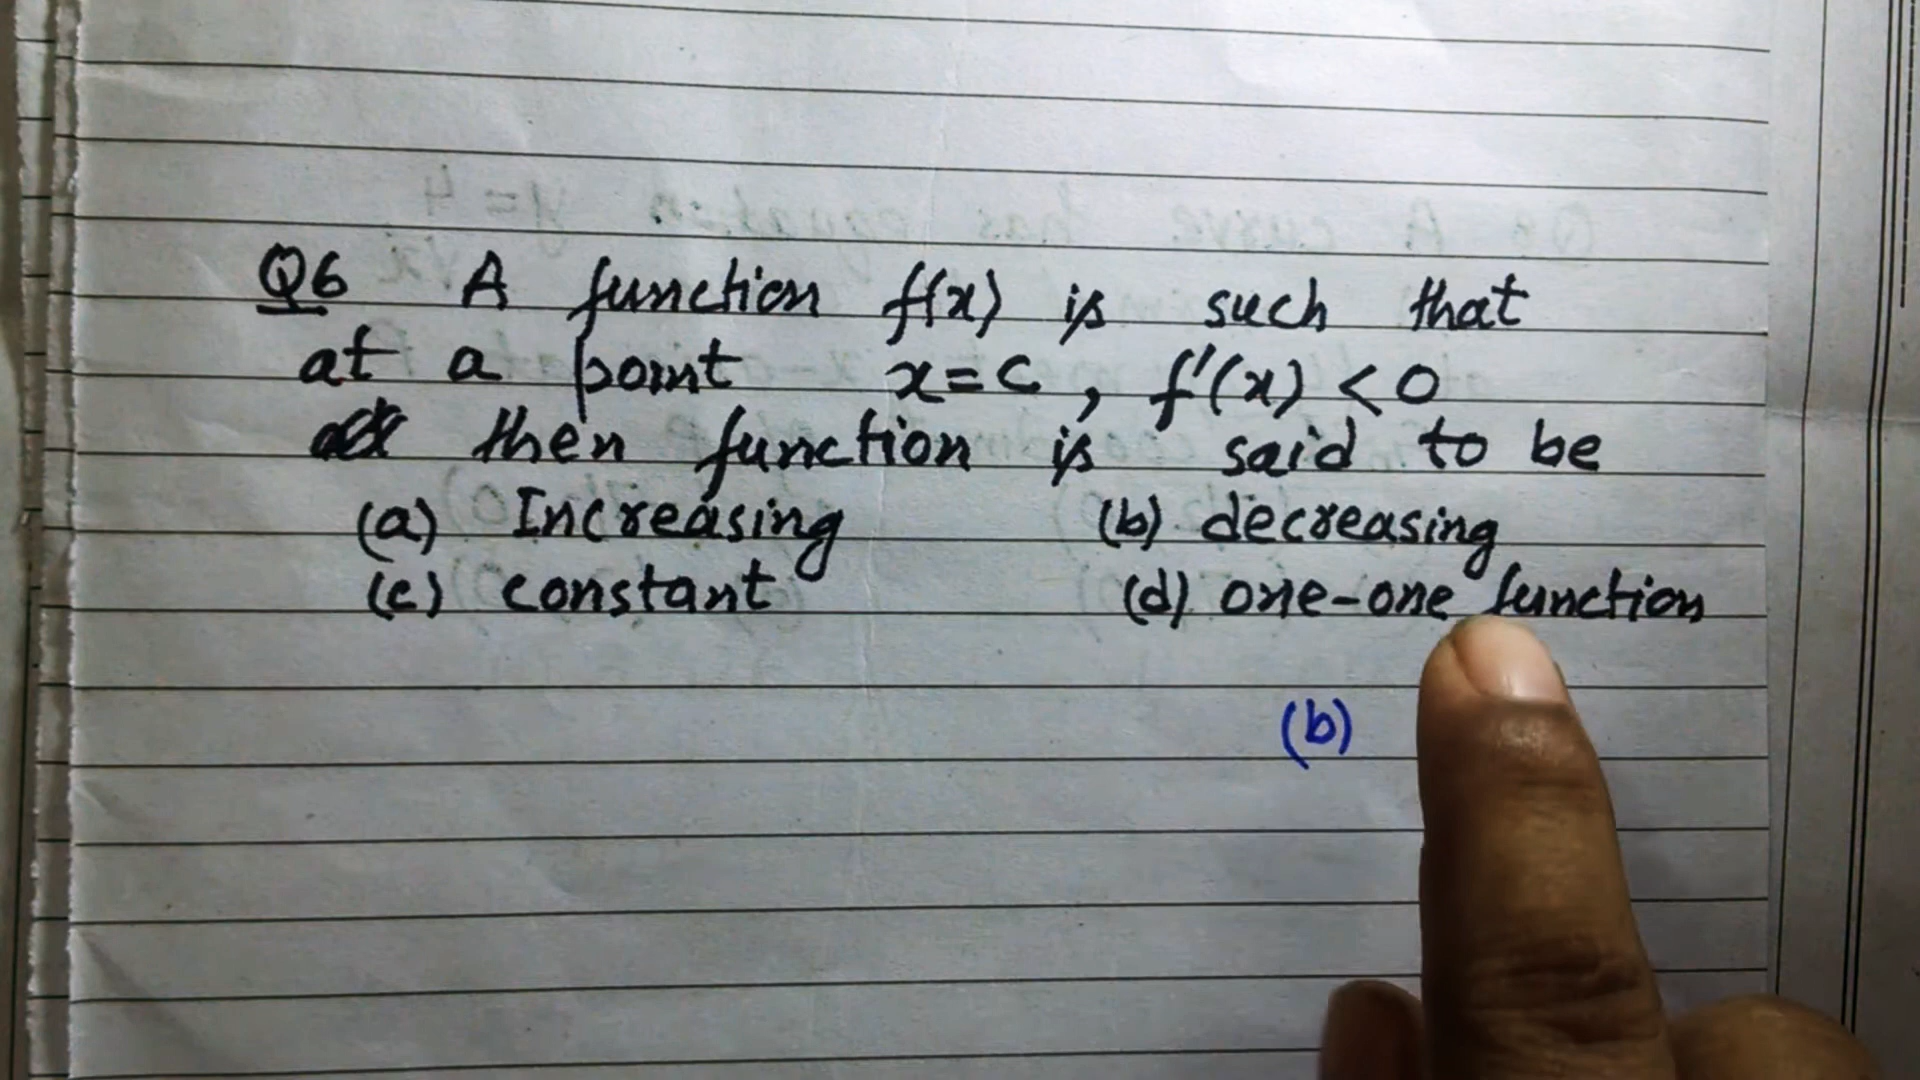 Q6 A function f(x) is such that
at a point x=c, f'(x) <0
then function is said to be
(a) Increasing (b) decreasing
(c) constant (d) one-one function
(b)